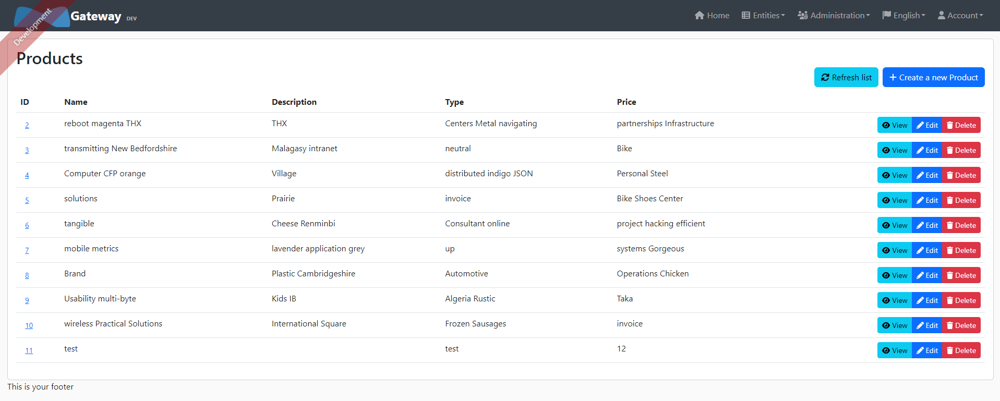 Development
Gateway DEV
Home Entities Administration English Account
Products
Refresh list Create a new Product
ID Name Description Type Price
2 reboot magenta THX THX Centers Metal navigating partnerships Infrastructure View Edit Delete
3 transmitting New Bedfordshire Malagasy intranet neutral Bike View Edit Delete
4 Computer CFP orange Village distributed indigo JSON Personal Steel View Edit Delete
5 solutions Prairie invoice Bike Shoes Center View Edit Delete
6 tangible Cheese Renminbi Consultant online project hacking efficient View Edit Delete
7 mobile metrics lavender application grey up systems Gorgeous View Edit Delete
8 Brand Plastic Cambridgeshire Automotive Operations Chicken View Edit Delete
9 Usability multi-byte Kids IB Algeria Rustic Taka View Edit Delete
10 wireless Practical Solutions International Square Frozen Sausages invoice View Edit Delete
11 test test 12 View Edit Delete
This is your footer